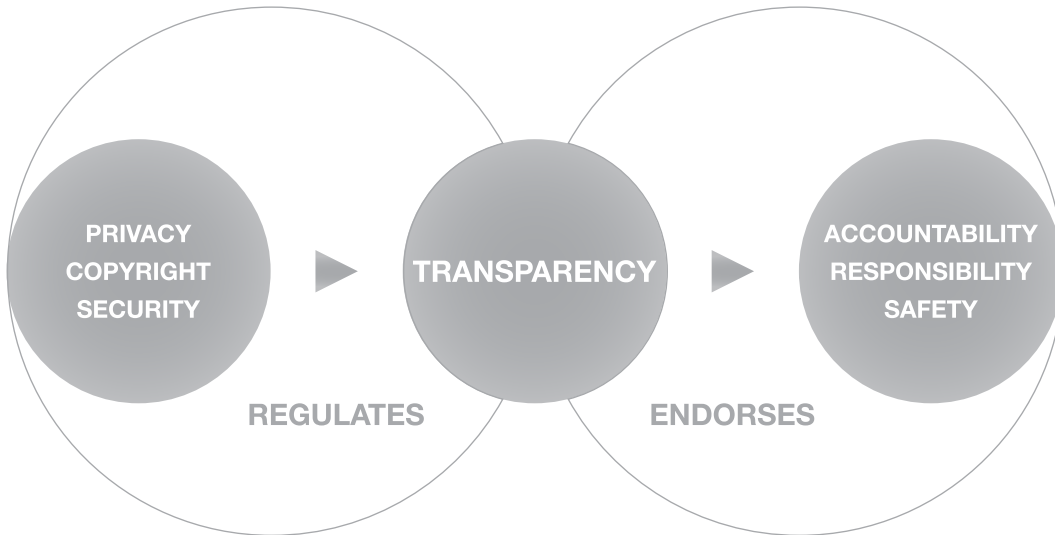 PRIVACY
COPYRIGHT
SECURITY
TRANSPARENCY
ACCOUNTABILITY
RESPONSIBILITY
SAFETY
REGULATES
ENDORSES